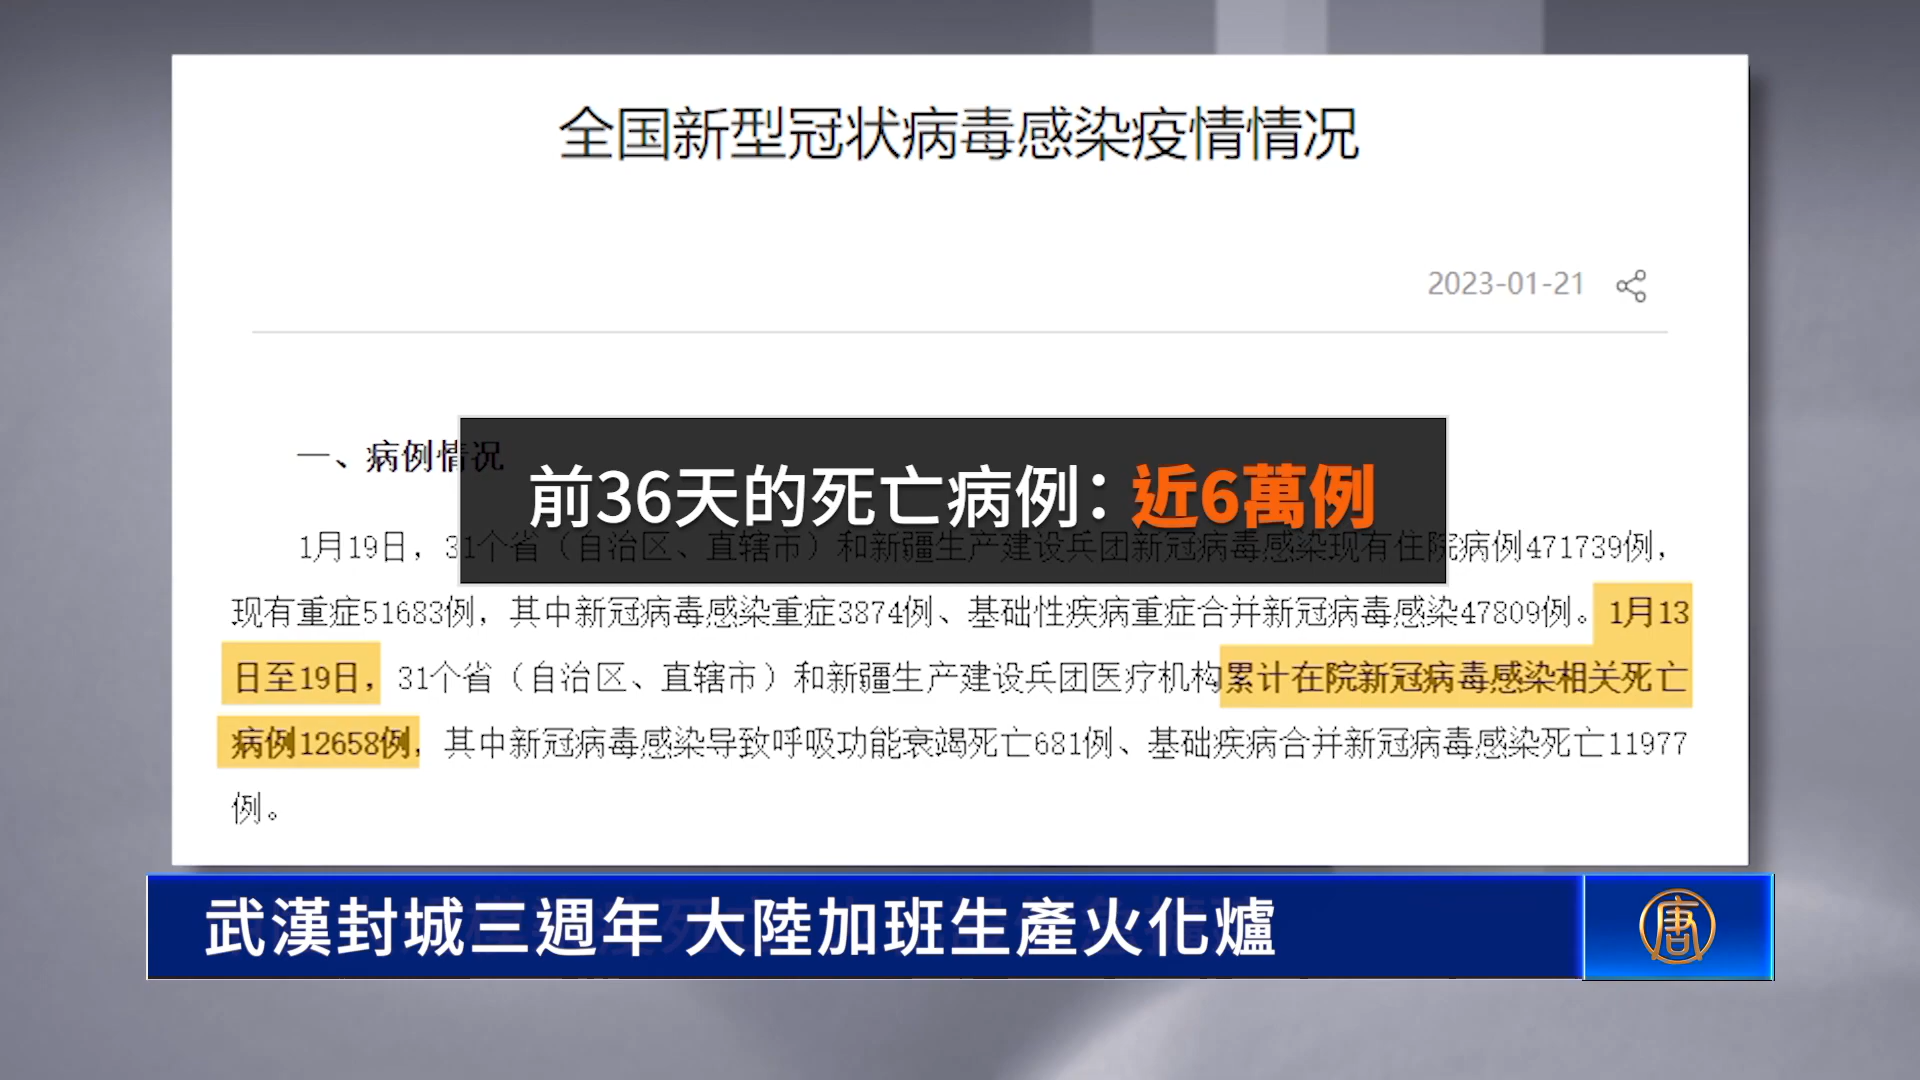 全国新型冠状病毒感染疫情情况
2023-01-21
一、病例情况
前36天的死亡病例：近6萬例
1月19日，31个省（自治区、直辖市）和新疆生产建设兵团新冠病毒感染现有住院病例471739例，
现有重症51683例，其中新冠病毒感染重症3874例、基础性疾病重症合并新冠病毒感染47809例。1月13
日至19日，31个省（自治区、直辖市）和新疆生产建设兵团医疗机构累计在院新冠病毒感染相关死亡
病例12658例，其中新冠病毒感染导致呼吸功能衰竭死亡681例、基础疾病合并新冠病毒感染死亡11977
例。
武漢封城三週年 大陸加班生產火化爐
唐